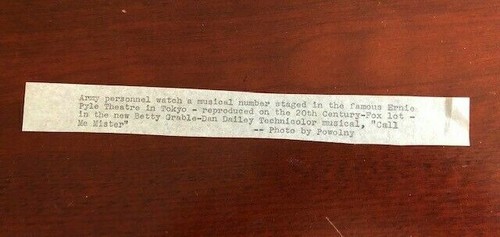 Army personnel watch a musical number staged in the famous Ernie
Pyle Theatre in Tokyo - reproduced on the 20th Century-Fox lot -
in the new Betty Grable-Dan Dailey Technicolor musical, "Call
Me Mister"
-- Photo by Powolny